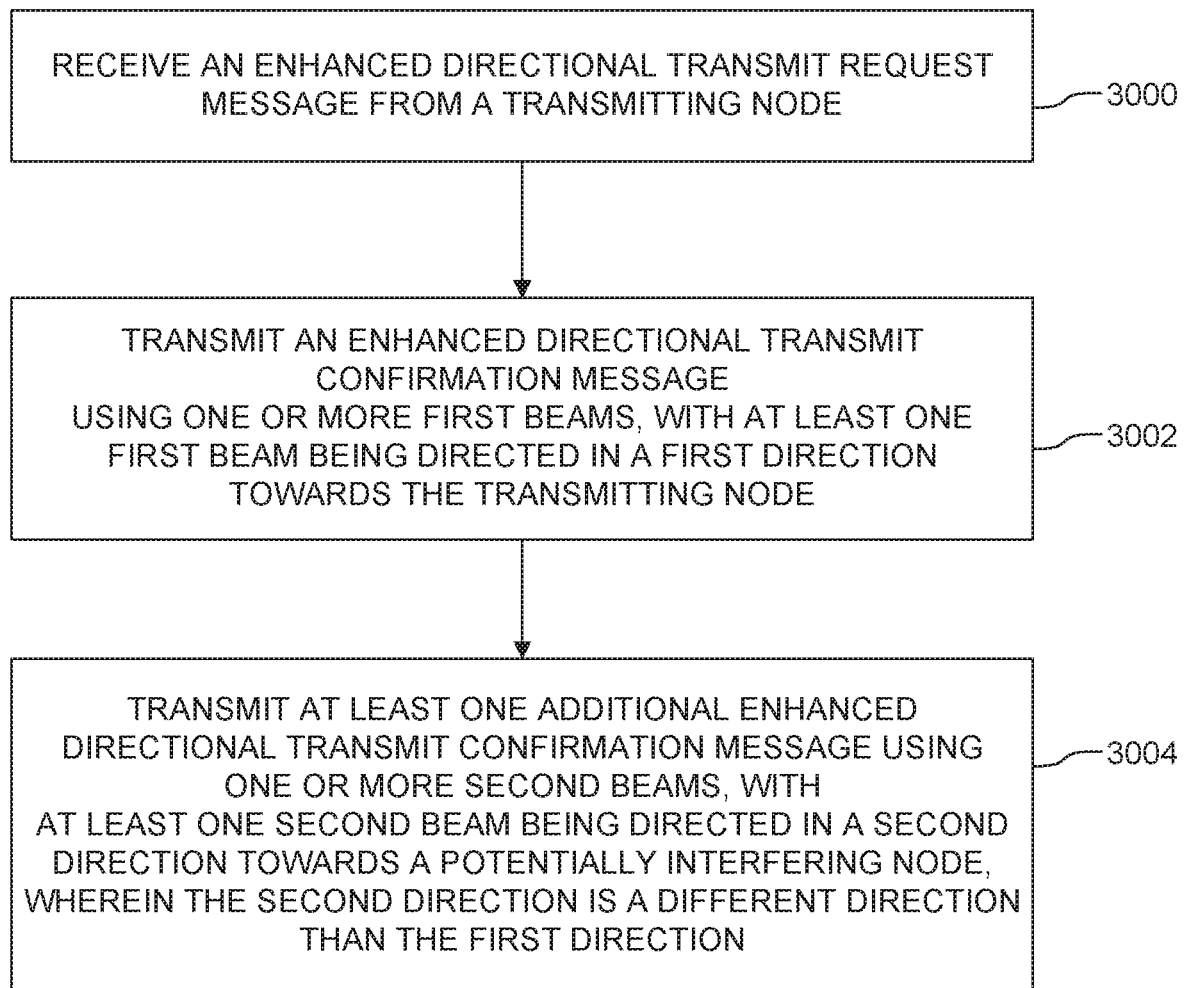 RECEIVE AN ENHANCED DIRECTIONAL TRANSMIT REQUEST
MESSAGE FROM A TRANSMITTING NODE
3000
TRANSMIT AN ENHANCED DIRECTIONAL TRANSMIT
CONFIRMATION MESSAGE
USING ONE OR MORE FIRST BEAMS, WITH AT LEAST ONE
FIRST BEAM BEING DIRECTED IN A FIRST DIRECTION
TOWARDS THE TRANSMITTING NODE
3002
TRANSMIT AT LEAST ONE ADDITIONAL ENHANCED
DIRECTIONAL TRANSMIT CONFIRMATION MESSAGE USING
ONE OR MORE SECOND BEAMS, WITH
AT LEAST ONE SECOND BEAM BEING DIRECTED IN A SECOND
DIRECTION TOWARDS A POTENTIALLY INTERFERING NODE,
WHEREIN THE SECOND DIRECTION IS A DIFFERENT DIRECTION
THAN THE FIRST DIRECTION
3004